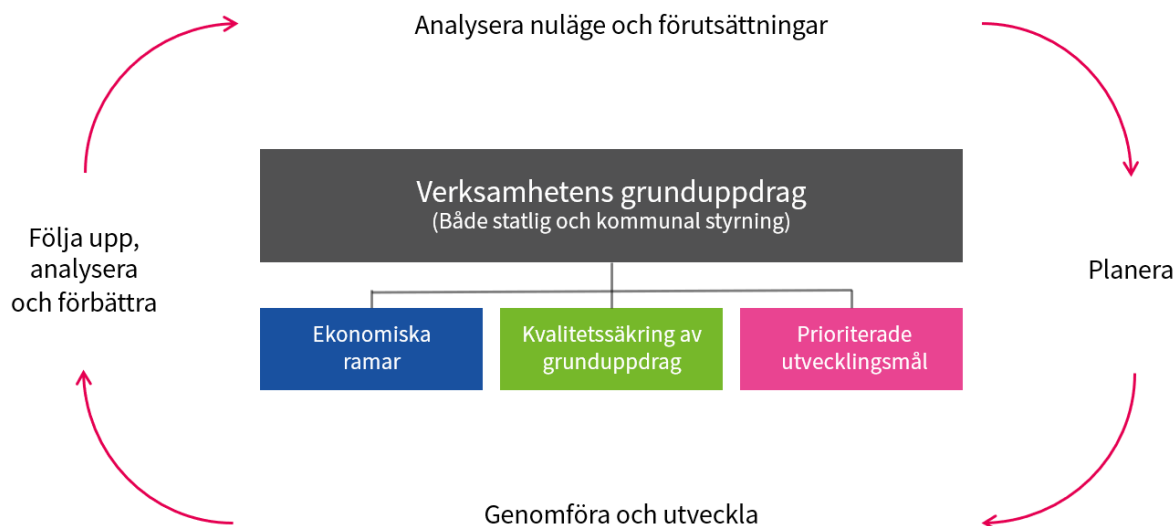 Analysera nuläge och förutsättningar
Verksamhetens grunduppdrag
(Både statlig och kommunal styrning)
Följa upp,
analysera
och förbättra
Planera
Ekonomiska
ramar
Kvalitetssäkring av
grunduppdrag
Prioriterade
utvecklingsmål
Genomföra och utveckla